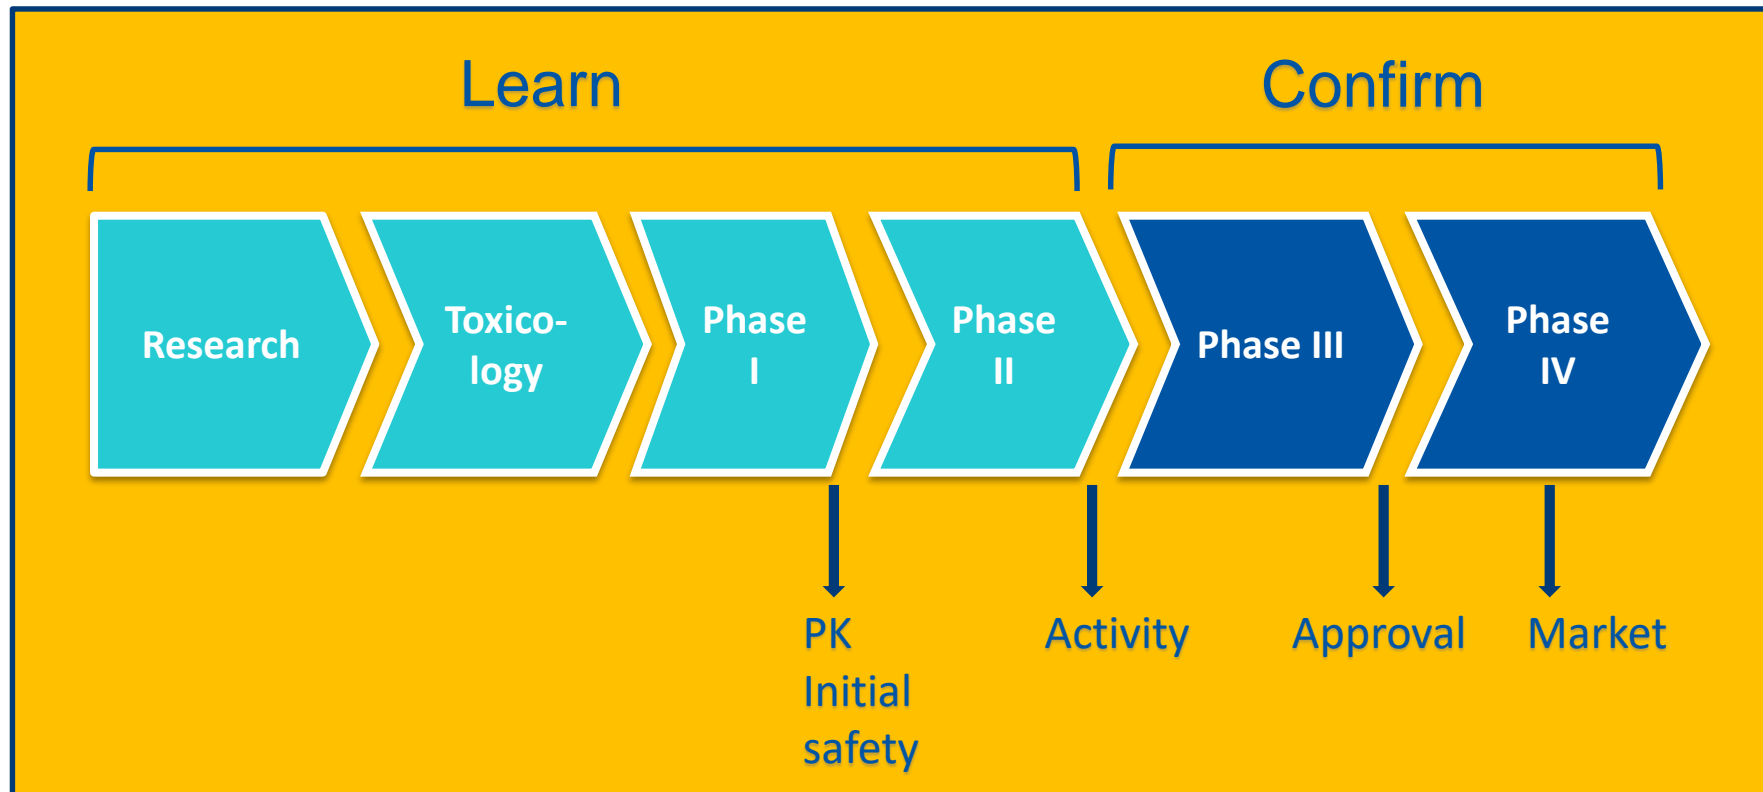 Learn
Confirm
Research
Toxico-
logy
Phase
I
Phase
II
Phase III
Phase
IV
PK
Initial
safety
Activity
Approval
Market